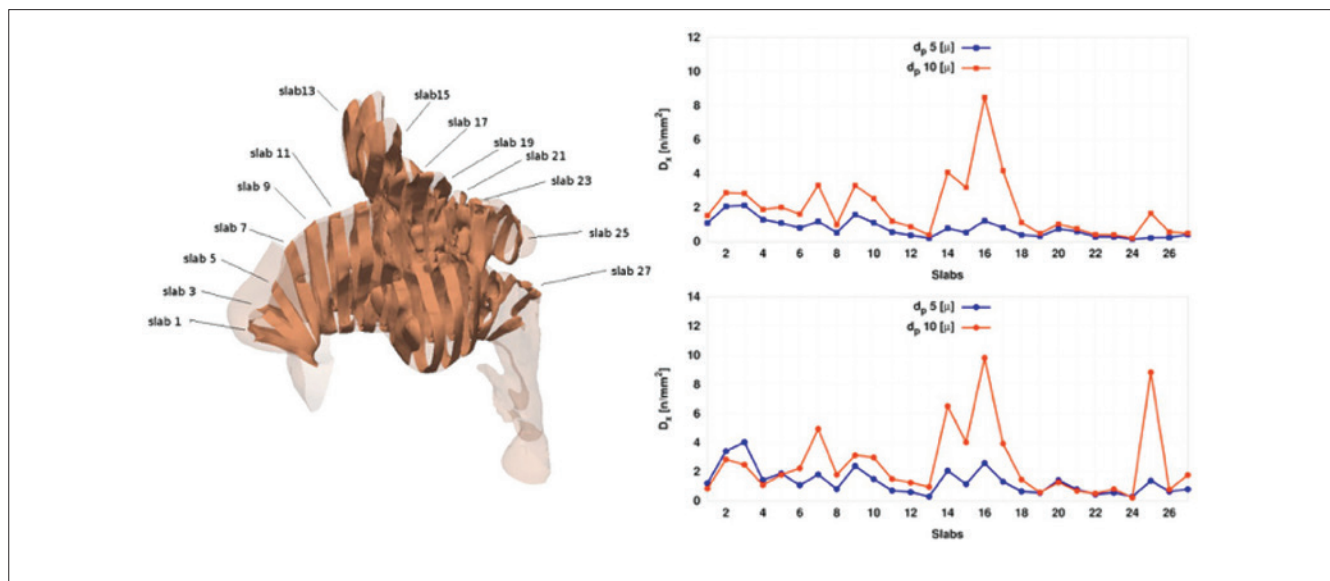 slab13
slab15
slab 17
slab 11
slab 19
slab 9
slab 21
slab 23
slab 7
slab 25
slab 5
slab 27
slab 3
slab 1
12
10
8
6
4
2
0
Dx [n/mm²]
dp 5 [μ]
dp 10 [μ]
2 4 6 8 10 12 14 16 18 20 22 24 26
Slabs
14
12
10
8
6
4
2
0
Dx [n/mm²]
dp 5 [μ]
dp 10 [μ]
2 4 6 8 10 12 14 16 18 20 22 24 26
Slabs